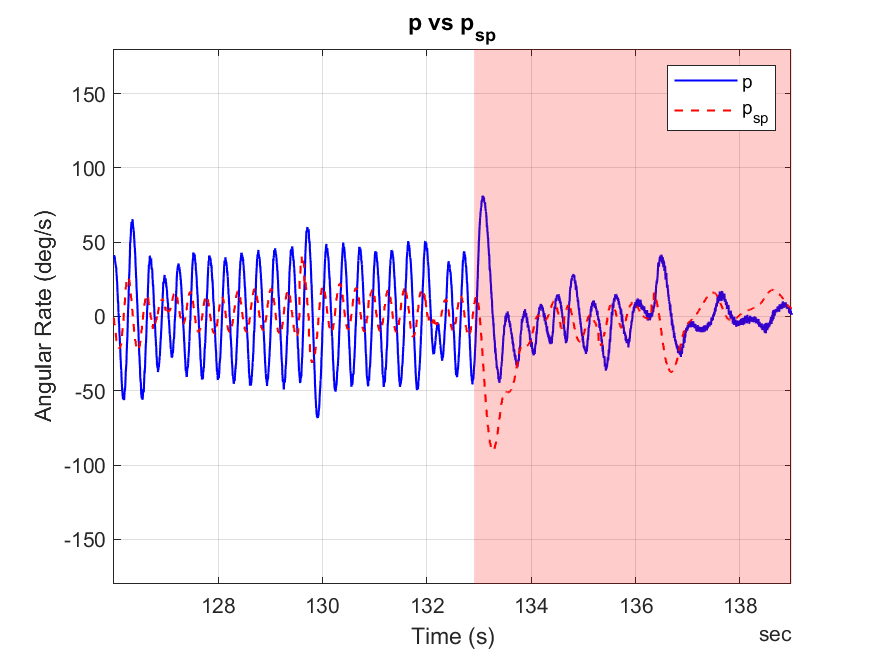 p vs p_sp
p
p_sp
Angular Rate (deg/s)
150
100
50
0
-50
-100
-150
128 130 132 134 136 138
sec
Time (s)